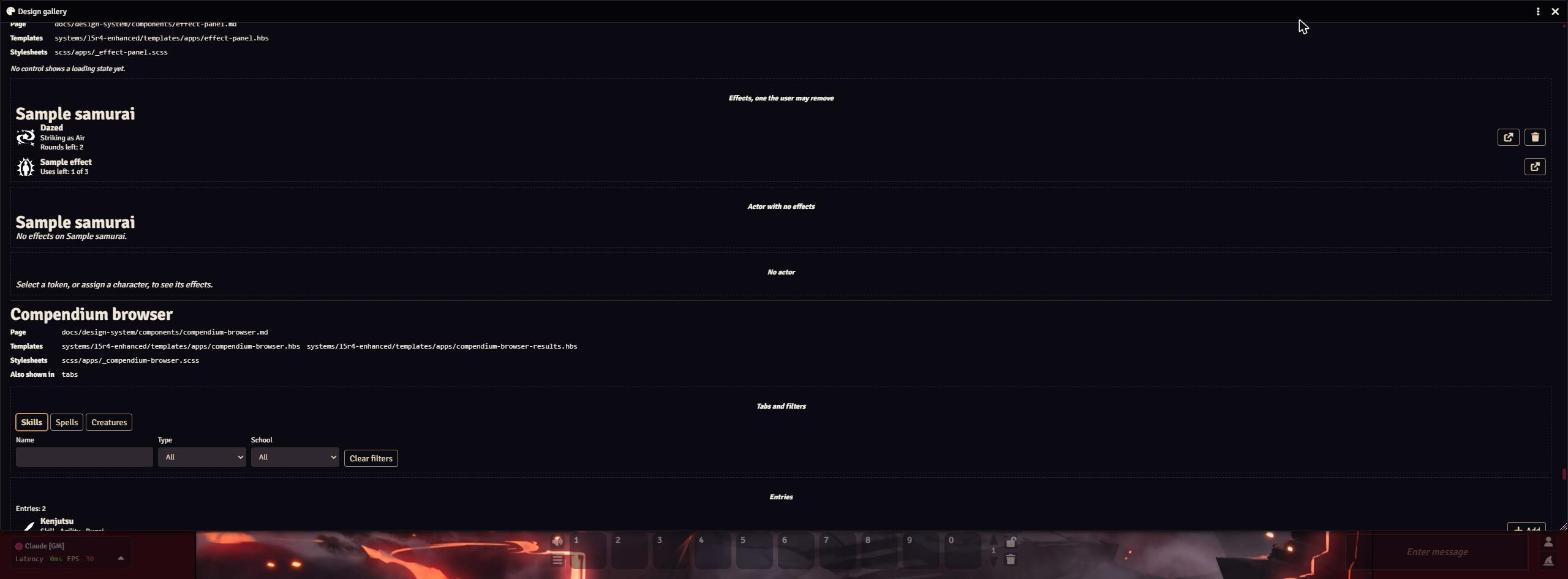 Design gallery
Page docs/design-system/components/effect-panel.md
Templates systems/l5r4-enhanced/templates/apps/effect-panel.hbs
Stylesheets scss/apps/_effect-panel.scss
No control shows a loading state yet.
Effects, one the user may remove
Sample samurai
Dazed
Striking as Air
Rounds left: 2
Sample effect
Uses left: 1 of 3
Actor with no effects
Sample samurai
No effects on Sample samurai.
No actor
Select a token, or assign a character, to see its effects.
Compendium browser
Page docs/design-system/components/compendium-browser.md
Templates systems/l5r4-enhanced/templates/apps/compendium-browser.hbs systems/l5r4-enhanced/templates/apps/compendium-browser-results.hbs
Stylesheets scss/apps/_compendium-browser.scss
Also shown in tabs
Tabs and filters
Skills Spells Creatures
Name Type School
All All Clear filters
Entries
Entries: 2
Kenjutsu
Skill Agility Bugei
Add
Claude [GM]
Latency 0ms FPS 30
1 2 3 4 5 6 7 8 9 0
1
Enter message